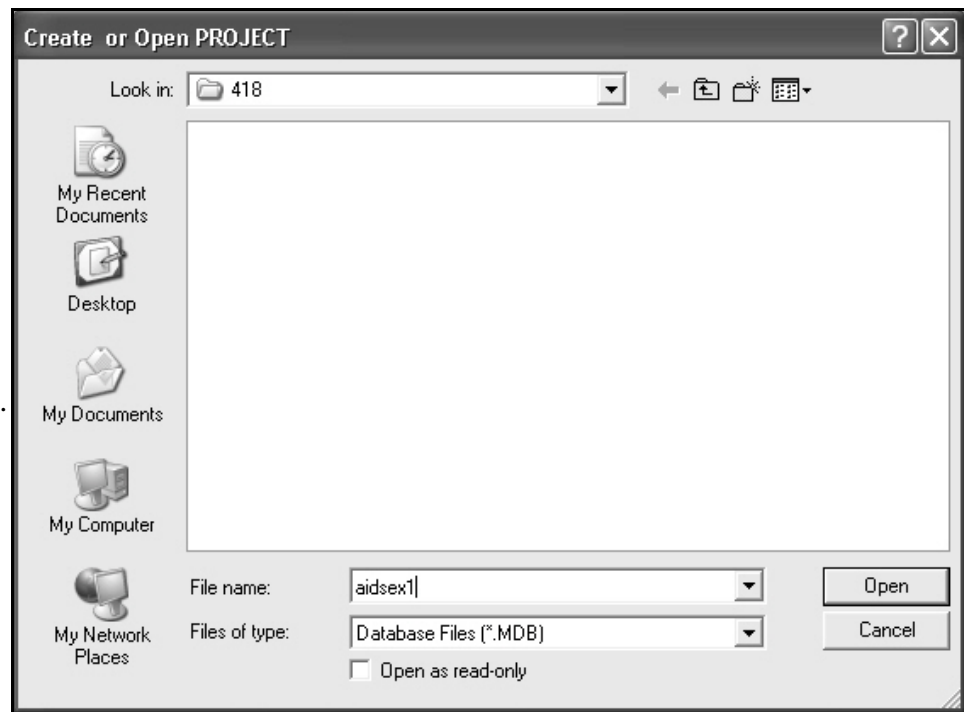 Create or Open PROJECT
Look in: 418
My Recent
Documents
Desktop
My Documents
My Computer
My Network
Places
File name: aidsex1
Files of type: Database Files (*.MDB)
Open as read-only
Open
Cancel